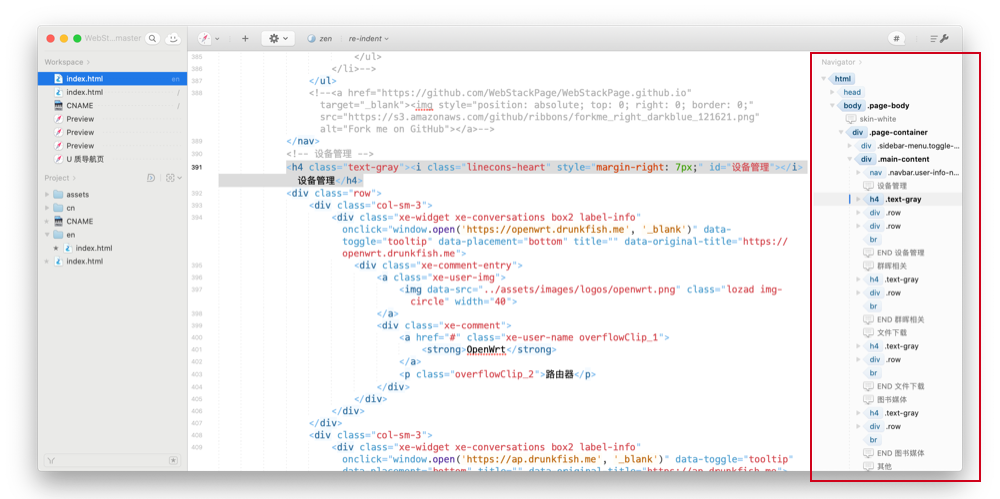 WebSt...master
zen
re-indent
#
Workspace
index.html
en
index.html
/
CNAME
/
Preview
Preview
Preview
U 质导航页
Project
assets
cn
CNAME
en
index.html
index.html
385
</ul>
386
</li>-->
387
</ul>
388
<!--<a href="https://github.com/WebStackPage/WebStackPage.github.io"
target="_blank"><img style="position: absolute; top: 0; right: 0; border: 0;"
src="https://s3.amazonaws.com/github/ribbons/forkme_right_darkblue_121621.png"
alt="Fork me on GitHub"></a>-->
389
</nav>
390
<!-- 设备管理 -->
391
<h4 class="text-gray"><i class="linecons-heart" style="margin-right: 7px;" id="设备管理"></i>
设备管理</h4>
392
<div class="row">
393
<div class="col-sm-3">
394
<div class="xe-widget xe-conversations box2 label-info"
onclick="window.open('https://openwrt.drunkfish.me', '_blank')" data-
toggle="tooltip" data-placement="bottom" title="" data-original-title="https://
openwrt.drunkfish.me">
395
<div class="xe-comment-entry">
396
<a class="xe-user-img">
397
<img data-src="../assets/images/logos/openwrt.png" class="lozad img-
circle" width="40">
398
</a>
399
<div class="xe-comment">
400
<a href="#" class="xe-user-name overflowClip_1">
401
<strong>OpenWrt</strong>
402
</a>
403
<p class="overflowClip_2">路由器</p>
404
</div>
405
</div>
406
</div>
407
</div>
408
<div class="col-sm-3">
409
<div class="xe-widget xe-conversations box2 label-info"
onclick="window.open('https://ap.drunkfish.me', '_blank')" data-toggle="tooltip"
data-placement="bottom" title="" data-original-title="https://ap.drunkfish.me">
Navigator
html
head
body .page-body
skin-white
div .page-container
div .sidebar-menu.toggle-...
div .main-content
nav .navbar.user-info-n...
设备管理
h4 .text-gray
div .row
div .row
br
END 设备管理
群晖相关
h4 .text-gray
div .row
br
END 群晖相关
文件下载
h4 .text-gray
div .row
br
END 文件下载
图书媒体
h4 .text-gray
div .row
br
END 图书媒体
其他